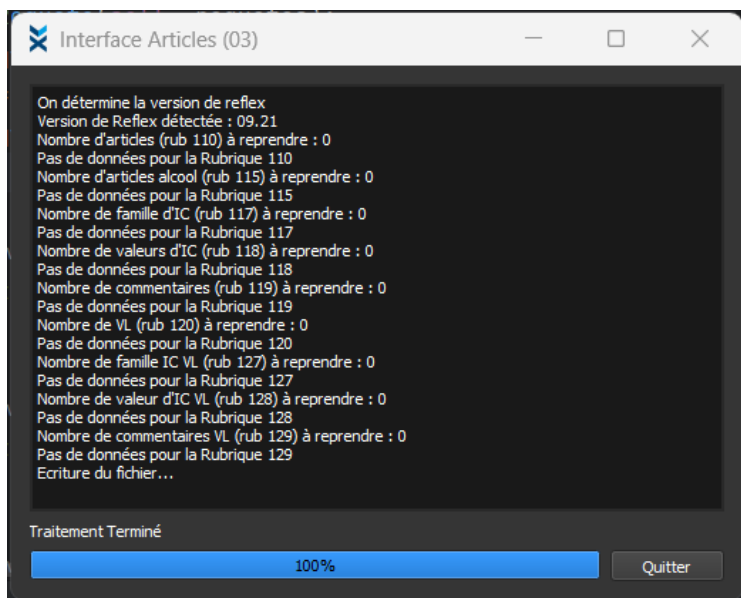 Interface Articles (03)
On détermine la version de reflex
Version de Reflex détectée : 09.21
Nombre d'articles (rub 110) à reprendre : 0
Pas de données pour la Rubrique 110
Nombre d'articles alcool (rub 115) à reprendre : 0
Pas de données pour la Rubrique 115
Nombre de famille d'IC (rub 117) à reprendre : 0
Pas de données pour la Rubrique 117
Nombre de valeurs d'IC (rub 118) à reprendre : 0
Pas de données pour la Rubrique 118
Nombre de commentaires (rub 119) à reprendre : 0
Pas de données pour la Rubrique 119
Nombre de VL (rub 120) à reprendre : 0
Pas de données pour la Rubrique 120
Nombre de famille IC VL (rub 127) à reprendre : 0
Pas de données pour la Rubrique 127
Nombre de valeur d'IC VL (rub 128) à reprendre : 0
Pas de données pour la Rubrique 128
Nombre de commentaires VL (rub 129) à reprendre : 0
Pas de données pour la Rubrique 129
Ecriture du fichier...
Traitement Terminé
100%
Quitter